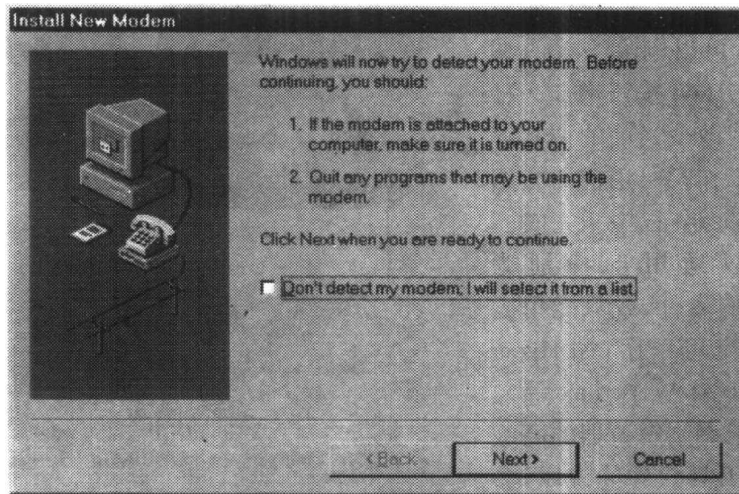 Install New Modem
Windows will now try to detect your modem. Before
continuing, you should:
1. If the modem is attached to your
computer, make sure it is turned on.
2. Quit any programs that may be using the
modem.
Click Next when you are ready to continue.
Don't detect my modem; I will select it from a list.
< Back
Next >
Cancel